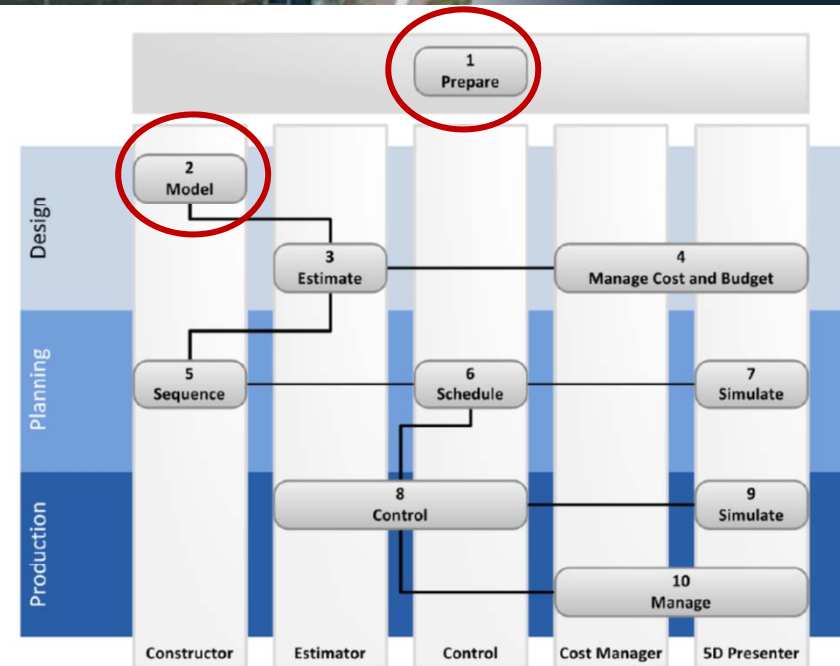 1
Prepare
Design
2
Model
3
Estimate
4
Manage Cost and Budget
Planning
5
Sequence
6
Schedule
7
Simulate
Production
8
Control
9
Simulate
10
Manage
Constructor
Estimator
Control
Cost Manager
5D Presenter